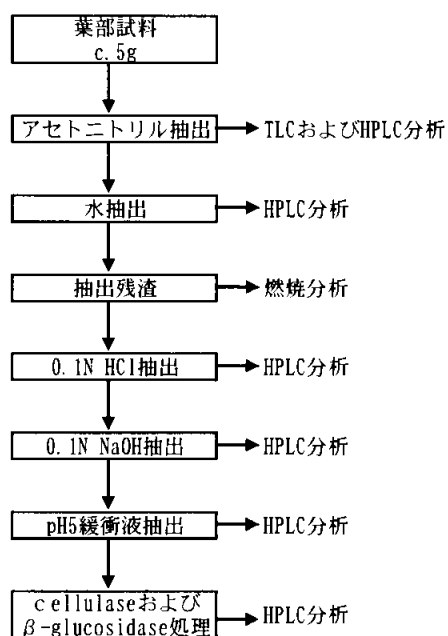 葉部試料
c.5g
アセトニトリル抽出
TLCおよびHPLC分析
水抽出
HPLC分析
抽出残渣
燃焼分析
0.1N HCl抽出
HPLC分析
0.1N NaOH抽出
HPLC分析
pH5緩衝液抽出
HPLC分析
celluaseおよび
β-glucosidase処理
HPLC分析